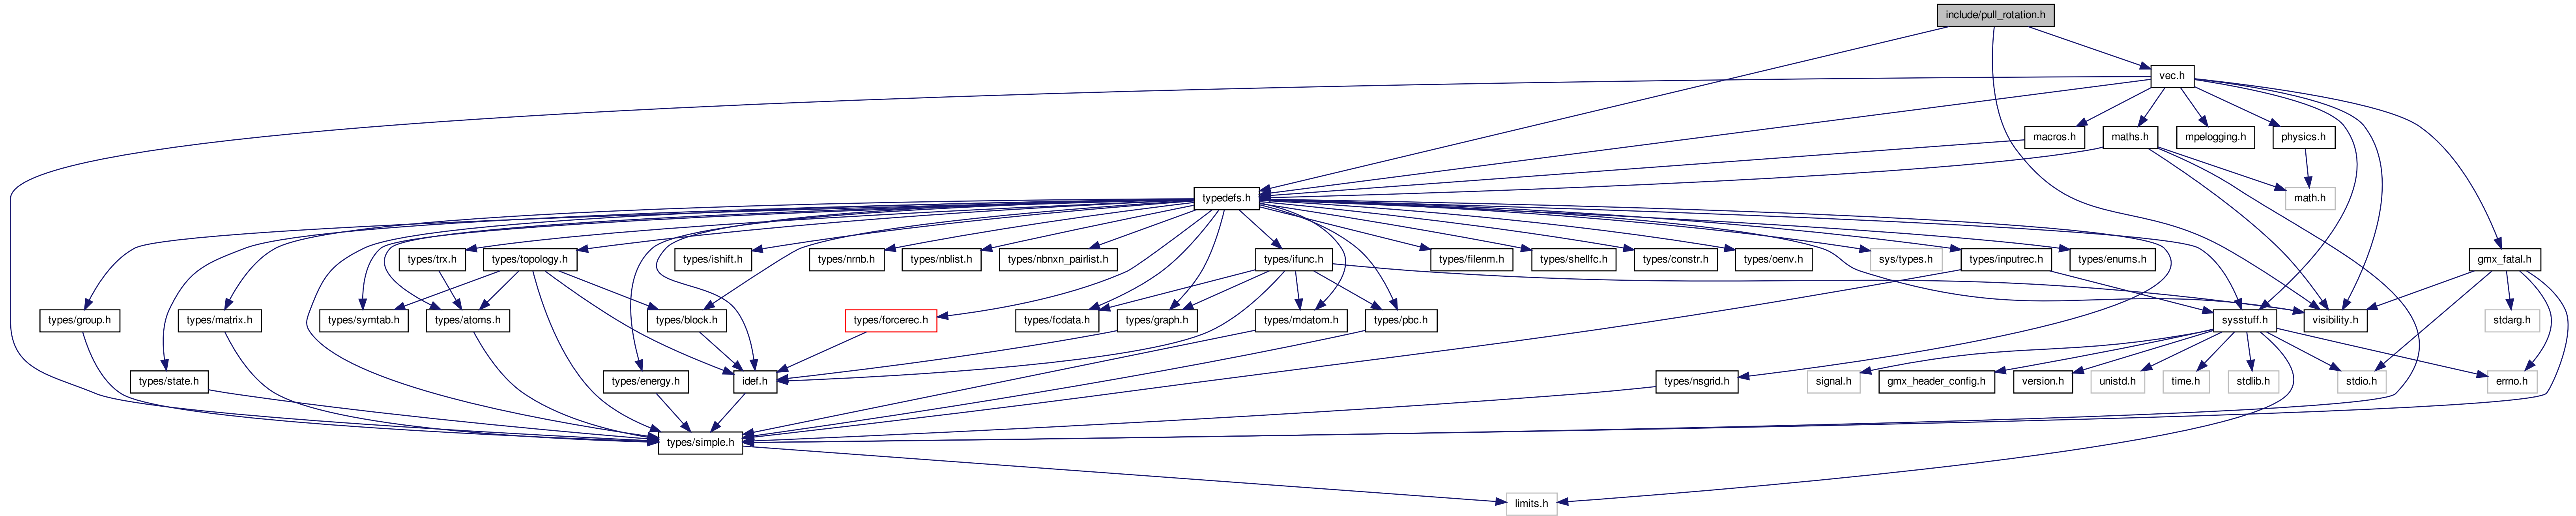 include/pull_rotation.h
vec.h
macros.h
maths.h
mpelogging.h
physics.h
typedefs.h
math.h
types/trx.h
types/topology.h
types/ishift.h
types/nrnb.h
types/nblist.h
types/nbnxn_pairlist.h
types/ifunc.h
types/filenm.h
types/shellfc.h
types/constr.h
types/oenv.h
sys/types.h
types/inputrec.h
types/enums.h
gmx_fatal.h
types/group.h
types/matrix.h
types/symtab.h
types/atoms.h
types/block.h
types/forcerec.h
types/fcdata.h
types/graph.h
types/mdatom.h
types/pbc.h
sysstuff.h
visibility.h
stdarg.h
types/state.h
types/energy.h
idef.h
types/nsgrid.h
signal.h
gmx_header_config.h
version.h
unistd.h
time.h
stdlib.h
stdio.h
errno.h
types/simple.h
limits.h